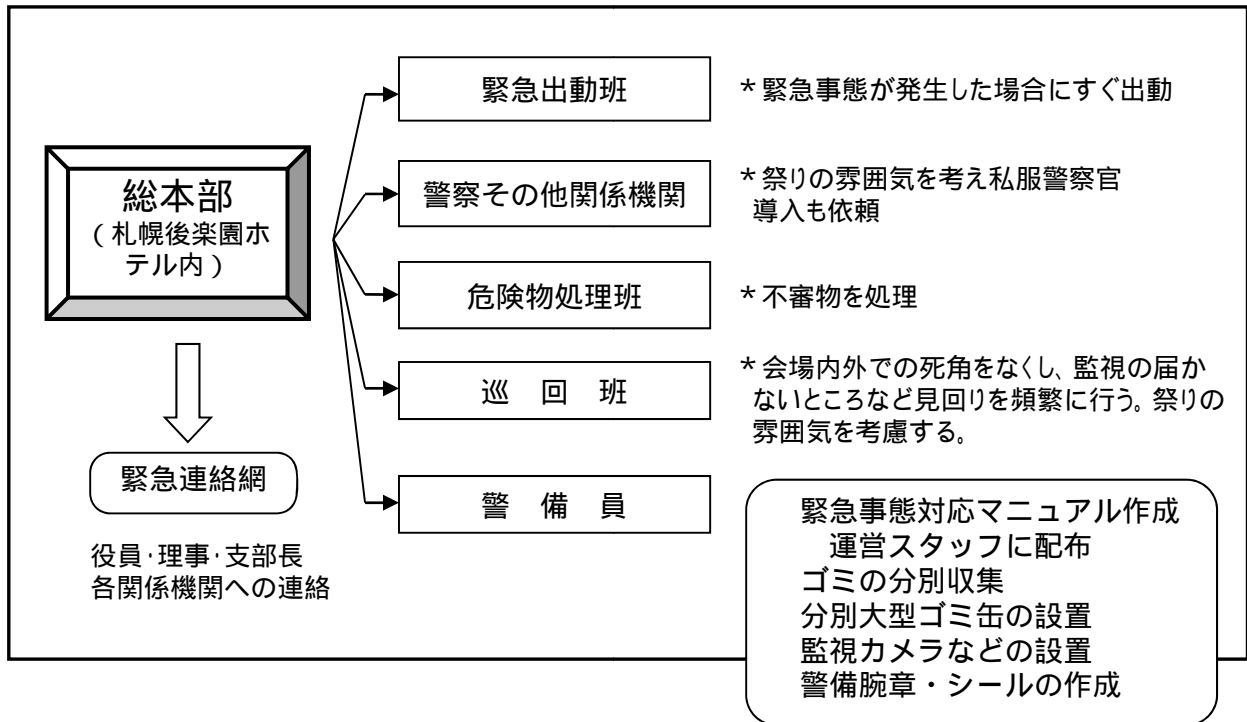 総本部
(札幌後楽園ホ
テル内)
緊急連絡網
役員·理事·支部長
各関係機関への連絡
緊急出動班
*緊急事態が発生した場合にすぐ出動
警察その他関係機関
*祭りの雰囲気を考え私服警察官
導入も依頼
危険物処理班
*不審物を処理
巡 回 班
*会場内外での死角をなくし、監視の届か
ないところなど見回りを頻繁に行う。祭りの
雰囲気を考慮する。
警 備 員
緊急事態対応マニュアル作成
運営スタッフに配布
ゴミの分別収集
分別大型ゴミ缶の設置
監視カメラなどの設置
警備腕章・シールの作成